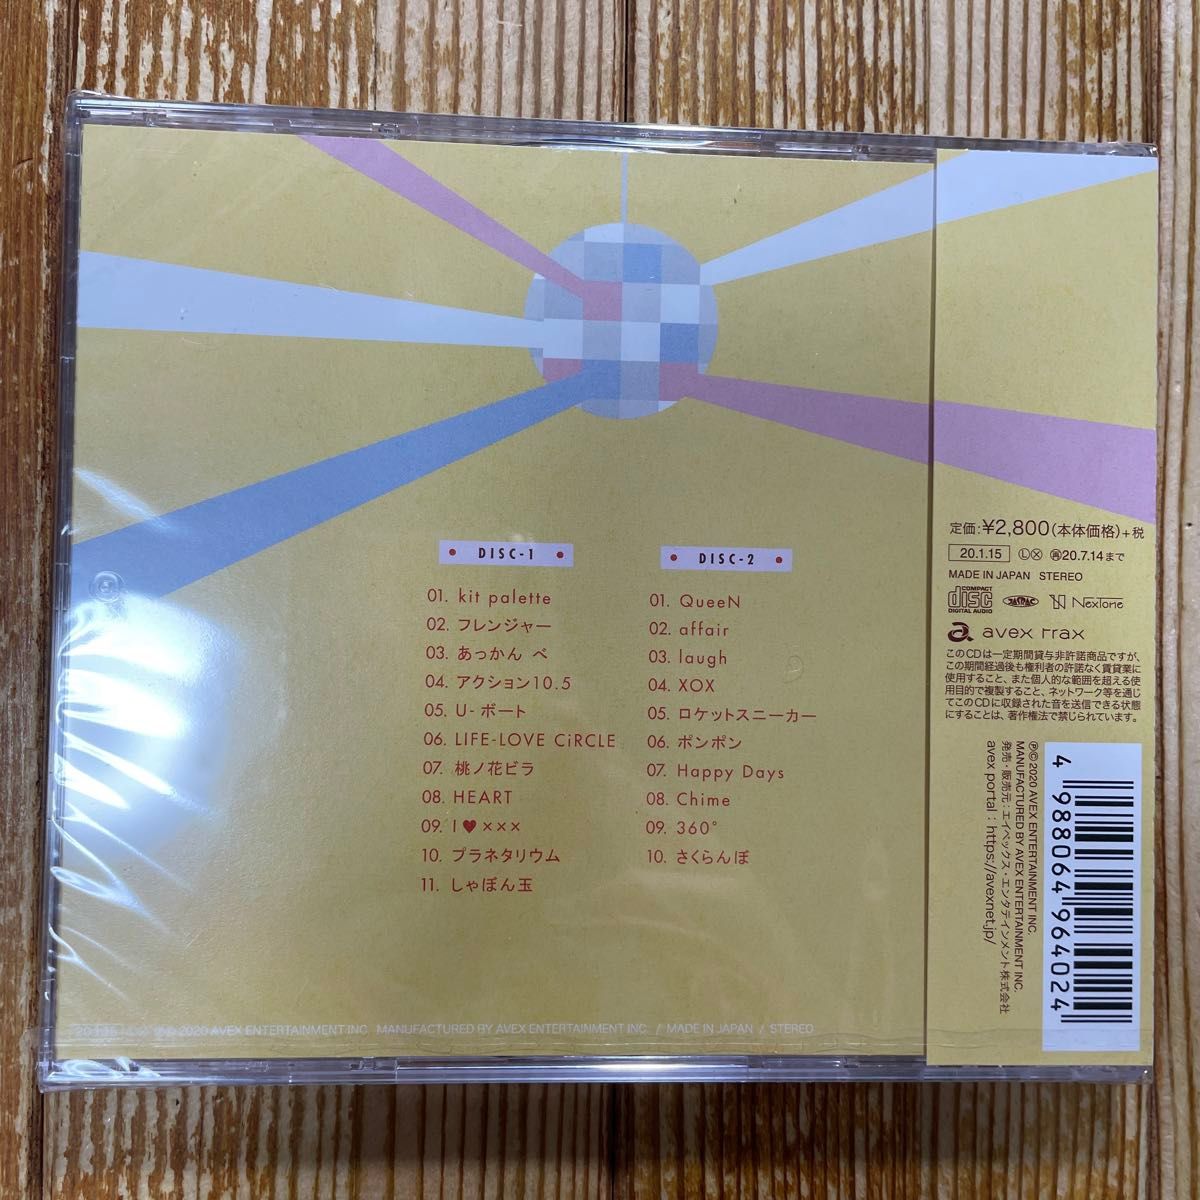 DISC-1
01. kit palette
02. フレンジャー
03. あっかん べ
04. アクション10.5
05. U-ボート
06. LIFE-LOVE CiRCLE
07. 桃ノ花ビラ
08. HEART
09. I♥×××
10. プラネタリウム
11. しゃぼん玉
DISC-2
01. QueeN
02. affair
03. laugh
04. XOX
05. ロケットスニーカー
06. ポンポン
07. Happy Days
08. Chime
09. 360°
10. さくらんぼ
定価:¥2,800(本体価格)+税
20.1.15 Ⓛⓧ ㊢20.7.14まで
MADE IN JAPAN STEREO
COMPACT
disc
DIGITAL AUDIO
JASRAC
NexTone
avex trax
このCDは一定期間貸与非許諾商品ですが、
この期間経過後も権利者の許諾なく賃貸業に
使用すること、また個人的な範囲を超える使
用目的で複製すること、ネットワーク等を通じ
てこのCDに収録された音を送信できる状態
にすることは、著作権法で禁じられています。
Ⓟ©2020 AVEX ENTERTAINMENT INC.
MANUFACTURED BY AVEX ENTERTAINMENT INC.
発売・販売元:エイベックス・エンタテインメント株式会社
avex portal:https://avexnet.jp/
4 988064 964024
2020 AVEX ENTERTAINMENT INC. MANUFACTURED BY AVEX ENTERTAINMENT INC. / MADE IN JAPAN / STEREO